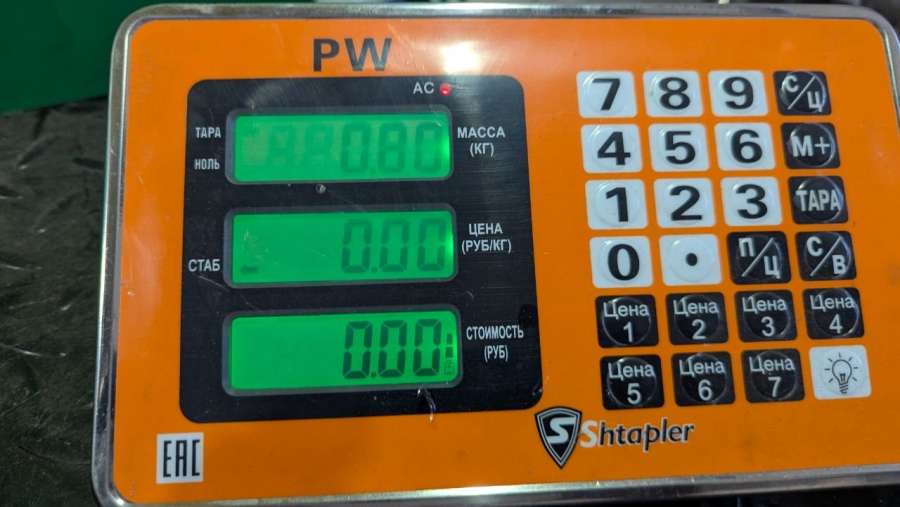 PW
AC
ТАРА
НОЛЬ
0.80
МАССА
(КГ)
СТАБ
0.00
ЦЕНА
(РУБ/КГ)
0.00
СТОИМОСТЬ
(РУБ)
7 8 9 С/Ц
4 5 6 М+
1 2 3 ТАРА
0 . П/Ц С/В
Цена 1 Цена 2 Цена 3 Цена 4
Цена 5 Цена 6 Цена 7
S Shtapler
EAC